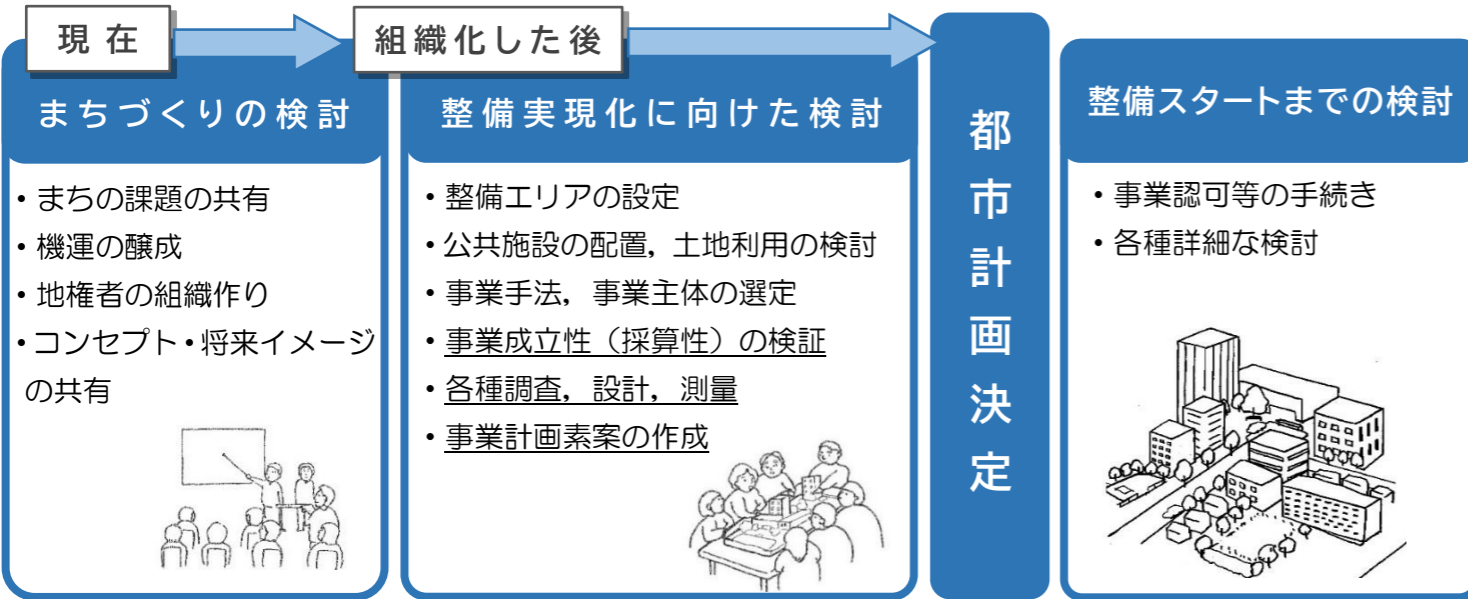 現在
組織化した後
まちづくりの検討
・まちの課題の共有
・機運の醸成
・地権者の組織作り
・コンセプト・将来イメージ
の共有
整備実現化に向けた検討
・整備エリアの設定
・公共施設の配置，土地利用の検討
・事業手法，事業主体の選定
・事業成立性（採算性）の検証
・各種調査，設計，測量
・事業計画素案の作成
都市計画決定
整備スタートまでの検討
・事業認可等の手続き
・各種詳細な検討